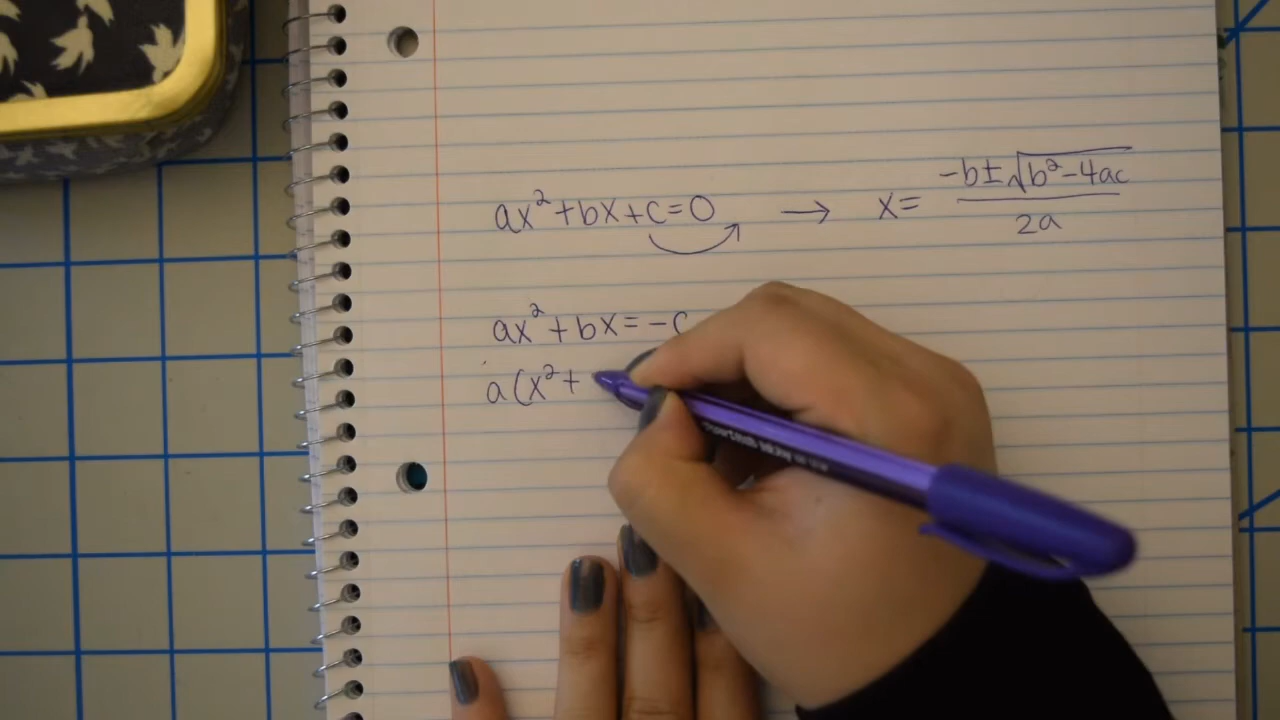 ax²+bx+c=0 → x= (-b±√(b²-4ac))/(2a)
ax²+bx=-c
a(x²+